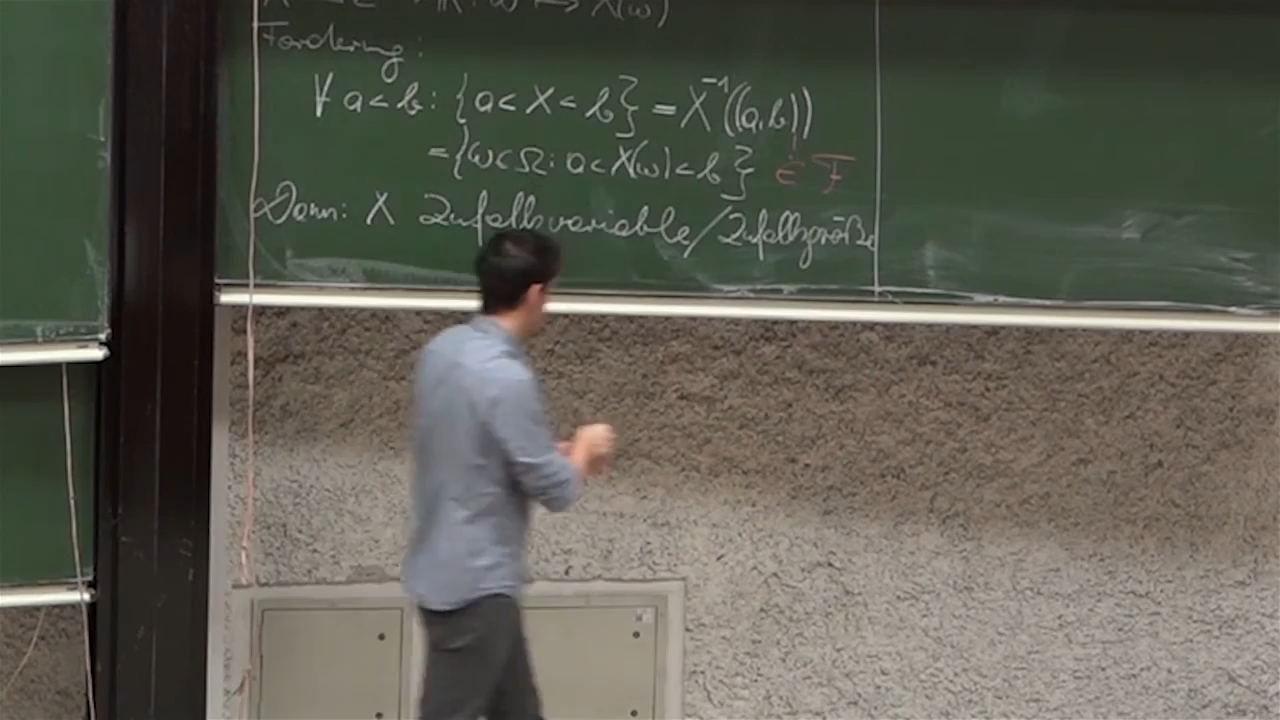 X : Ω → ℝ : ω ↦ X(ω)
Forderung:
∀ a < b : {a < X < b} = X⁻¹((a,b))
= {ω ∈ Ω : a < X(ω) < b} ∈ F
Dann: X Zufallsvariable/Zufallsgröße